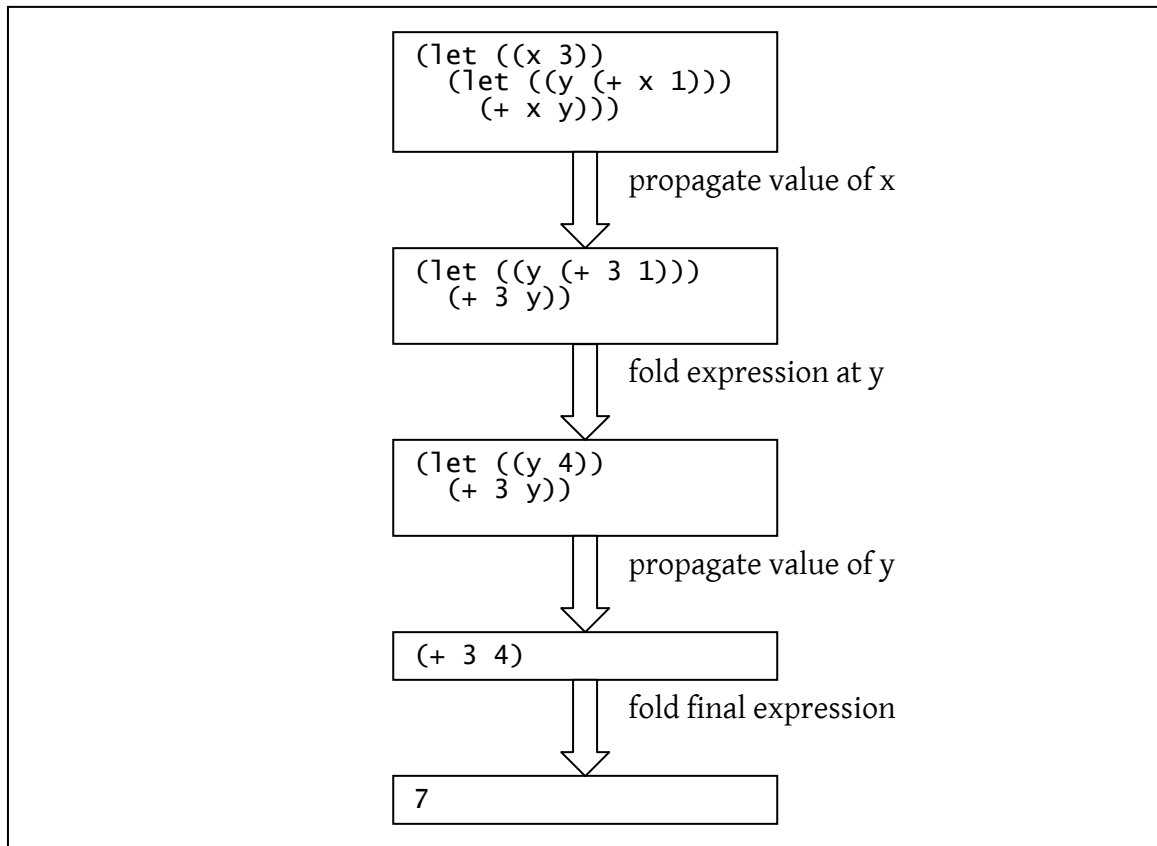 (let ((x 3))
  (let ((y (+ x 1)))
    (+ x y)))
propagate value of x
(let ((y (+ 3 1)))
  (+ 3 y))
fold expression at y
(let ((y 4))
  (+ 3 y))
propagate value of y
(+ 3 4)
fold final expression
7